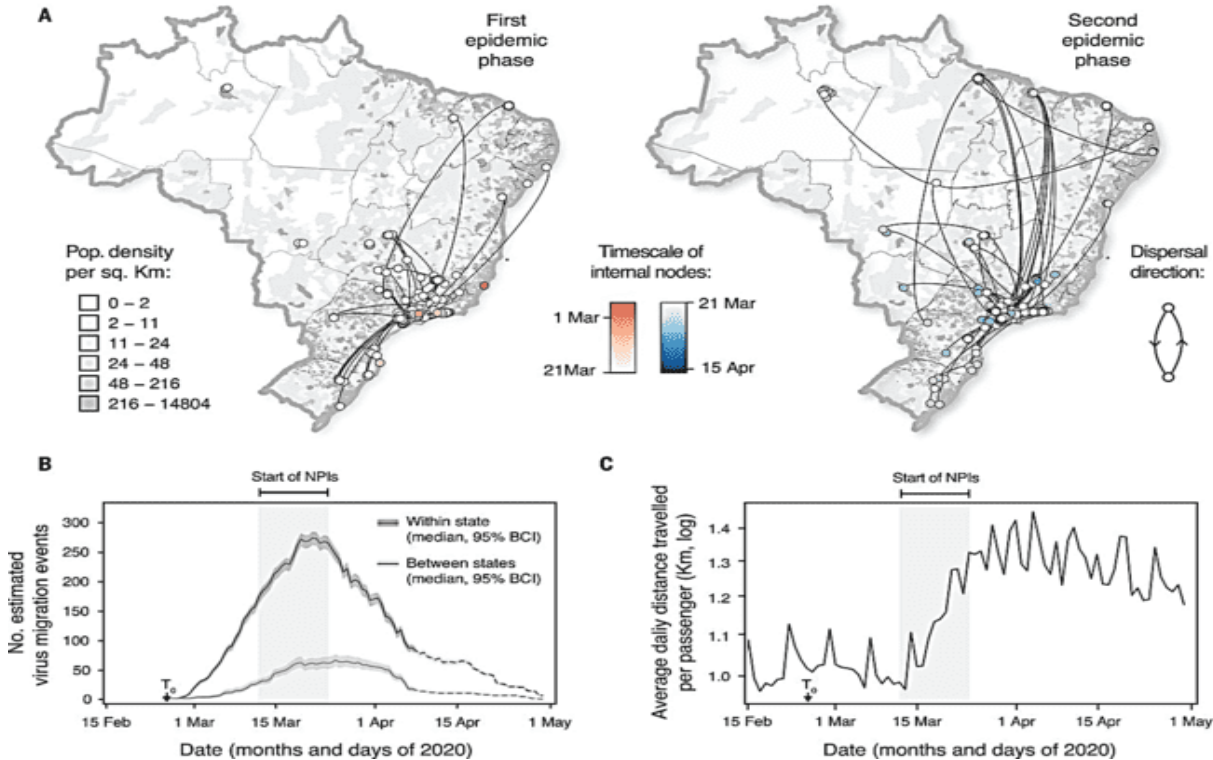 A
First
epidemic
phase
Second
epidemic
phase
Pop. density
per sq. Km:
0 – 2
2 – 11
11 – 24
24 – 48
48 – 216
216 – 14804
Timescale of
internal nodes:
1 Mar
21Mar
21 Mar
15 Apr
Dispersal
direction:
B
Start of NPIs
No. estimated
virus migration events
300
250
200
150
100
50
0
Within state
(median, 95% BCI)
Between states
(median, 95% BCI)
T₀
15 Feb
1 Mar
15 Mar
1 Apr
15 Apr
1 May
Date (months and days of 2020)
C
Start of NPIs
Average daliy distance travelled
per passenger (Km, log)
1.4
1.3
1.2
1.1
1.0
T₀
15 Feb
1 Mar
15 Mar
1 Apr
15 Apr
1 May
Date (months and days of 2020)